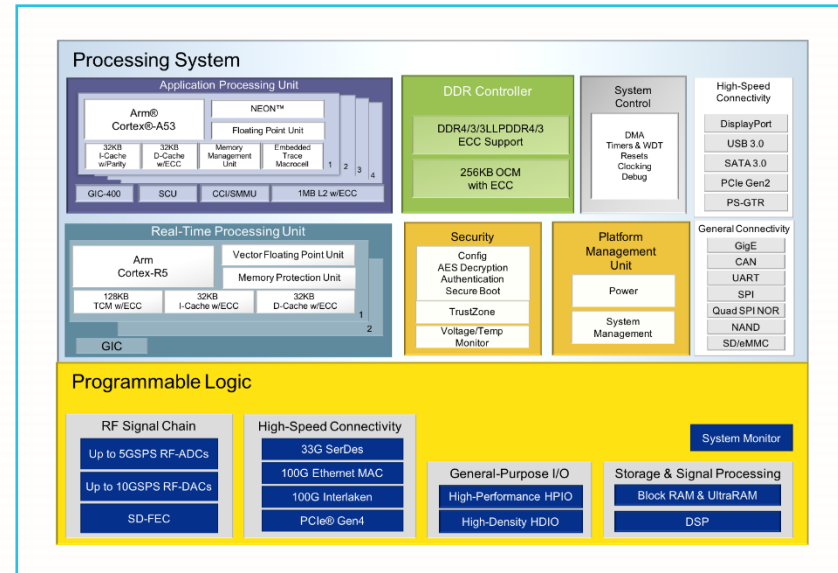 Processing System
Application Processing Unit
Arm®
Cortex®-A53
NEON™
Floating Point Unit
32KB
I-Cache
w/Parity
32KB
D-Cache
w/ECC
Memory
Management
Unit
Embedded
Trace
Macrocell
1
2
3
4
GIC-400
SCU
CCI/SMMU
1MB L2 w/ECC
DDR Controller
DDR4/3/3LLPDDR4/3
ECC Support
256KB OCM
with ECC
System
Control
DMA
Timers & WDT
Resets
Clocking
Debug
High-Speed
Connectivity
DisplayPort
USB 3.0
SATA 3.0
PCIe Gen2
PS-GTR
Real-Time Processing Unit
Arm
Cortex-R5
Vector Floating Point Unit
Memory Protection Unit
128KB
TCM w/ECC
32KB
I-Cache w/ECC
32KB
D-Cache w/ECC
1
2
GIC
Security
Config
AES Decryption
Authentication
Secure Boot
TrustZone
Voltage/Temp
Monitor
Platform
Management
Unit
Power
System
Management
General Connectivity
GigE
CAN
UART
SPI
Quad SPI NOR
NAND
SD/eMMC
Programmable Logic
RF Signal Chain
Up to 5GSPS RF-ADCs
Up to 10GSPS RF-DACs
SD-FEC
High-Speed Connectivity
33G SerDes
100G Ethernet MAC
100G Interlaken
PCIe® Gen4
General-Purpose I/O
High-Performance HPIO
High-Density HDIO
System Monitor
Storage & Signal Processing
Block RAM & UltraRAM
DSP